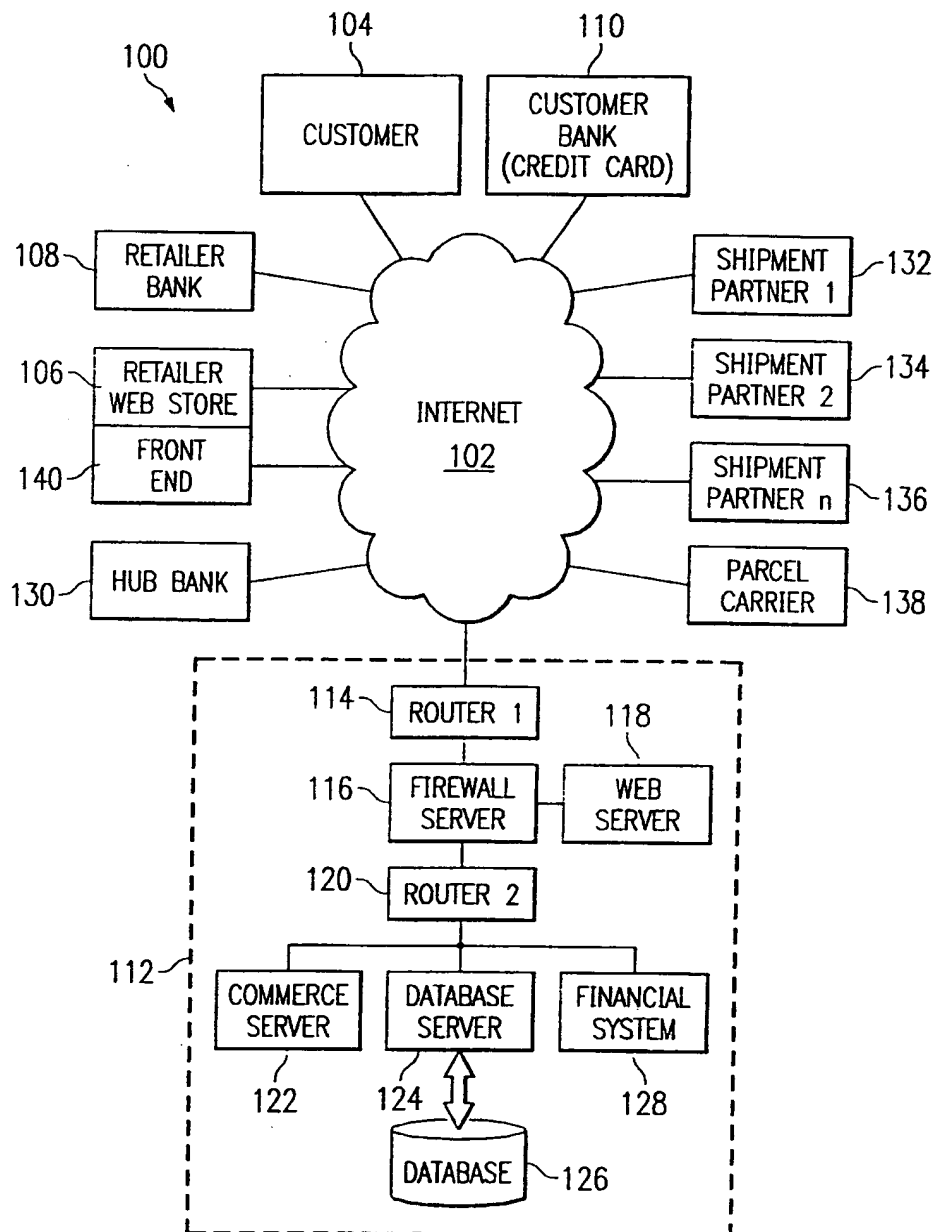 104
110
100
CUSTOMER
CUSTOMER
BANK
(CREDIT CARD)
108
RETAILER
BANK
SHIPMENT
PARTNER 1
132
106
RETAILER
WEB STORE
SHIPMENT
PARTNER 2
134
INTERNET
102
140
FRONT
END
SHIPMENT
PARTNER n
136
130
HUB BANK
PARCEL
CARRIER
138
114
ROUTER 1
118
116
FIREWALL
SERVER
WEB
SERVER
120
ROUTER 2
112
COMMERCE
SERVER
DATABASE
SERVER
FINANCIAL
SYSTEM
122
124
128
DATABASE
126